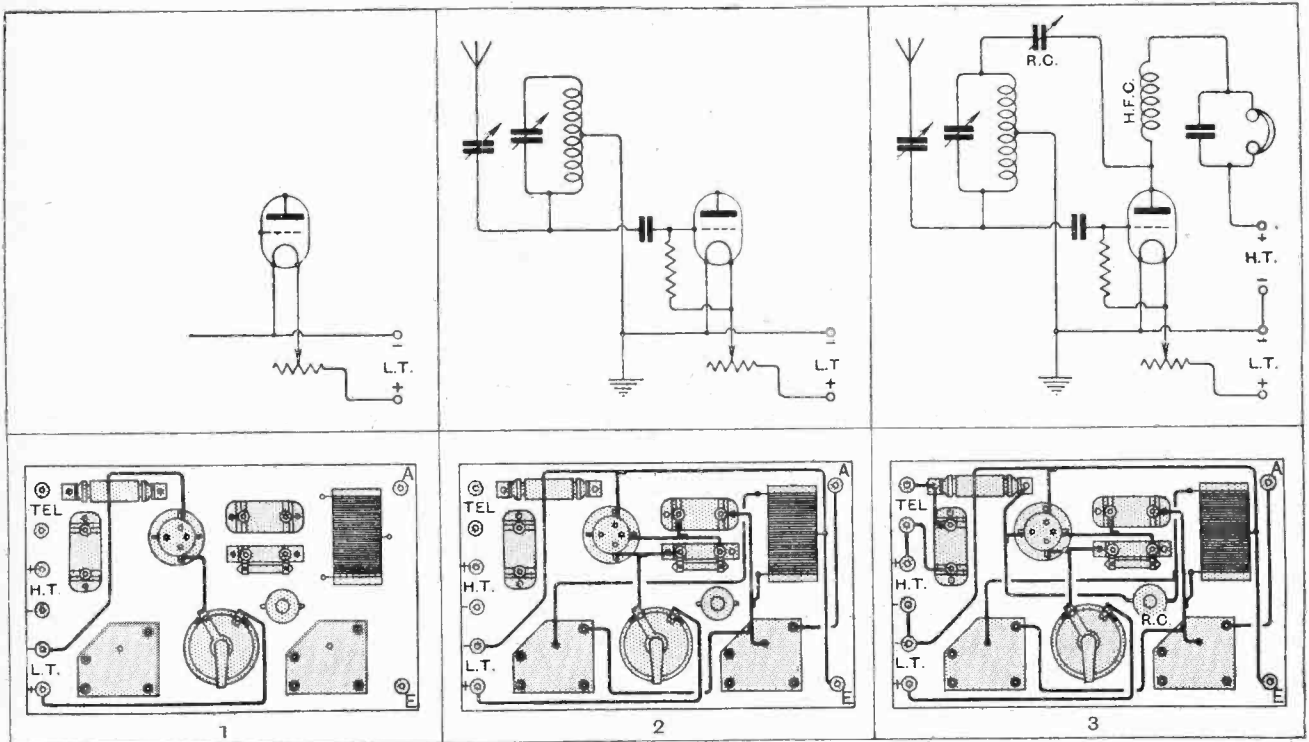 L.T.
−
+
L.T
−
+
R.C.
H.F.C.
+
H.T.
−
−
L.T.
+
A
TEL
+
H.T.
−
−
L.T.
+
E
1
A
TEL
+
H.T.
−
−
L.T.
+
E
2
A
TEL
+
H.T.
−
−
L.T.
+
R.C.
E
3